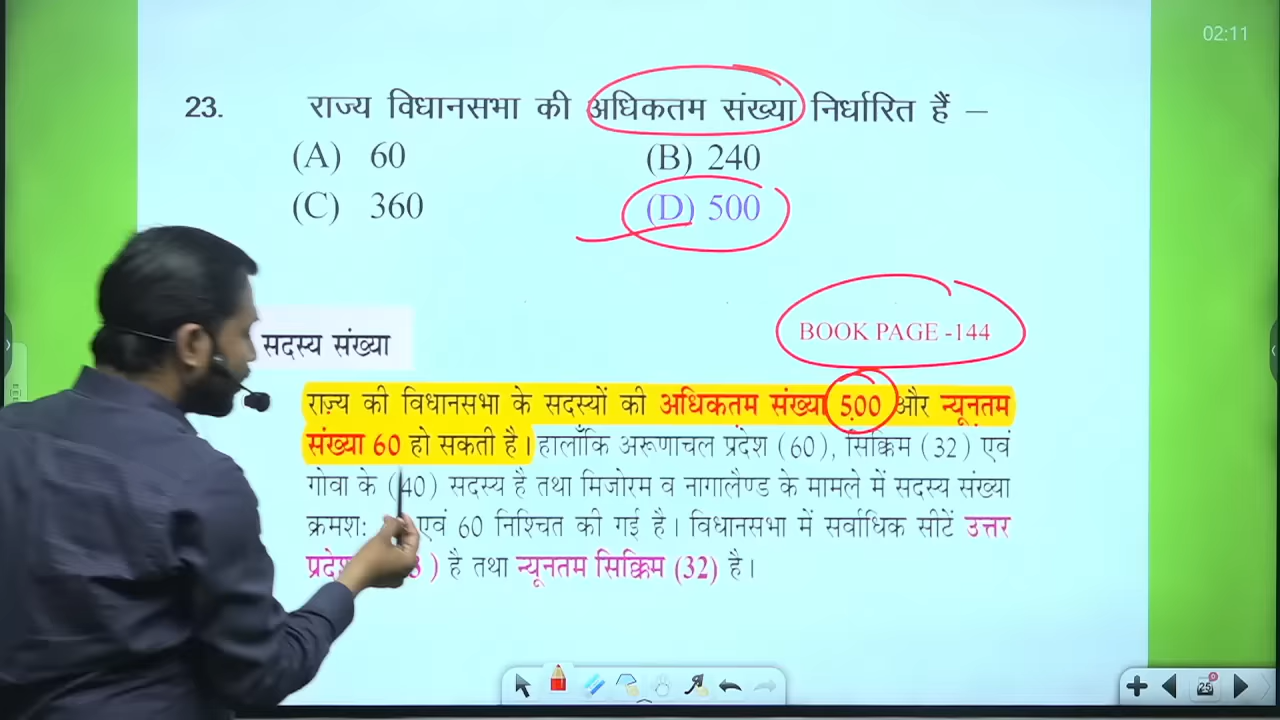 02:11
23. राज्य विधानसभा की अधिकतम संख्या निर्धारित हैं –
(A) 60 (B) 240
(C) 360 (D) 500
BOOK PAGE -144
सदस्य संख्या
राज्य की विधानसभा के सदस्यों की अधिकतम संख्या 500 और न्यूनतम
संख्या 60 हो सकती है। हालाँकि अरूणाचल प्रदेश (60), सिक्किम (32) एवं
गोवा के (40) सदस्य है तथा मिजोरम व नागालैण्ड के मामले में सदस्य संख्या
क्रमश: एवं 60 निश्चित की गई है। विधानसभा में सर्वाधिक सीटें उत्तर
3) है तथा न्यूनतम सिक्किम (32) है।
25